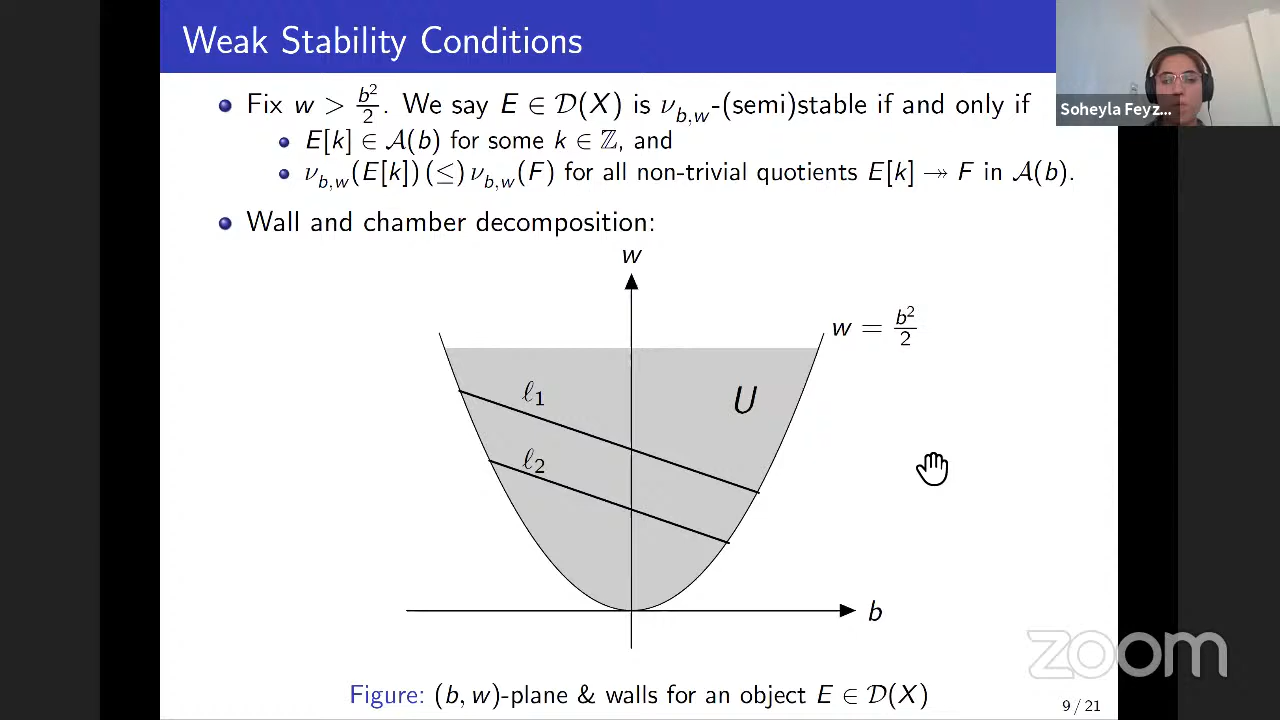 Weak Stability Conditions
Fix w > b²/2. We say E ∈ 𝒟(X) is ν_{b,w}-(semi)stable if and only if
E[k] ∈ 𝒜(b) for some k ∈ ℤ, and
ν_{b,w}(E[k]) (≤) ν_{b,w}(F) for all non-trivial quotients E[k] ↠ F in 𝒜(b).
Wall and chamber decomposition:
w
w = b²/2
ℓ₁
U
ℓ₂
b
Figure: (b, w)-plane & walls for an object E ∈ 𝒟(X)
9 / 21
Soheyla Feyz...
zoom